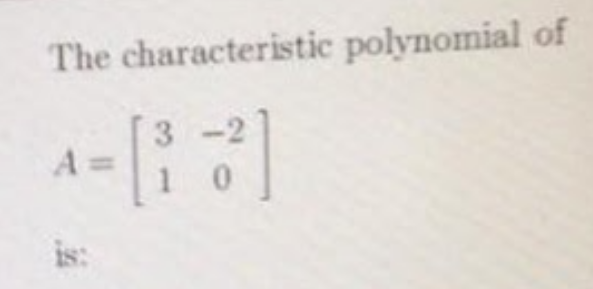 The characteristic polynomial of
A = [ 3 -2
1 0 ]
is: